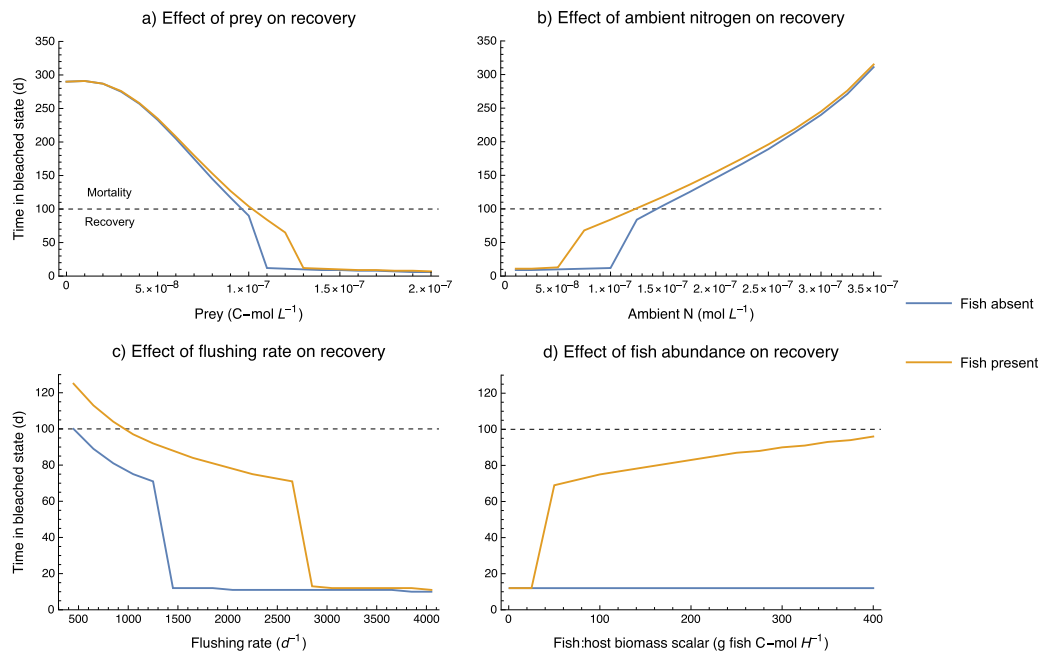 a) Effect of prey on recovery
350
300
250
200
150
100
50
0
Time in bleached state (d)
Mortality
Recovery
0 5.×10⁻⁸ 1.×10⁻⁷ 1.5×10⁻⁷ 2.×10⁻⁷
Prey (C−mol L⁻¹)
b) Effect of ambient nitrogen on recovery
350
300
250
200
150
100
50
0
0 5.×10⁻⁸ 1.×10⁻⁷ 1.5×10⁻⁷ 2.×10⁻⁷ 2.5×10⁻⁷ 3.×10⁻⁷ 3.5×10⁻⁷
Ambient N (mol L⁻¹)
Fish absent
Fish present
c) Effect of flushing rate on recovery
120
100
80
60
40
20
0
Time in bleached state (d)
500 1000 1500 2000 2500 3000 3500 4000
Flushing rate (d⁻¹)
d) Effect of fish abundance on recovery
120
100
80
60
40
20
0
0 100 200 300 400
Fish:host biomass scalar (g fish C−mol H⁻¹)